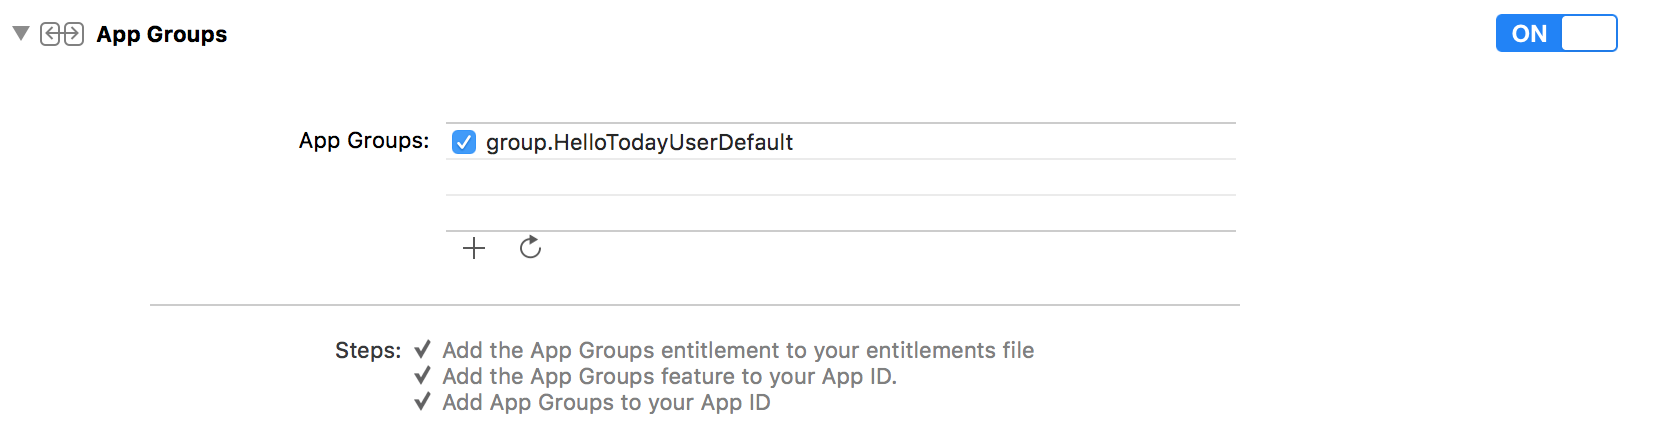 App Groups
ON
App Groups: group.HelloTodayUserDefault
Steps: ✓ Add the App Groups entitlement to your entitlements file
✓ Add the App Groups feature to your App ID.
✓ Add App Groups to your App ID